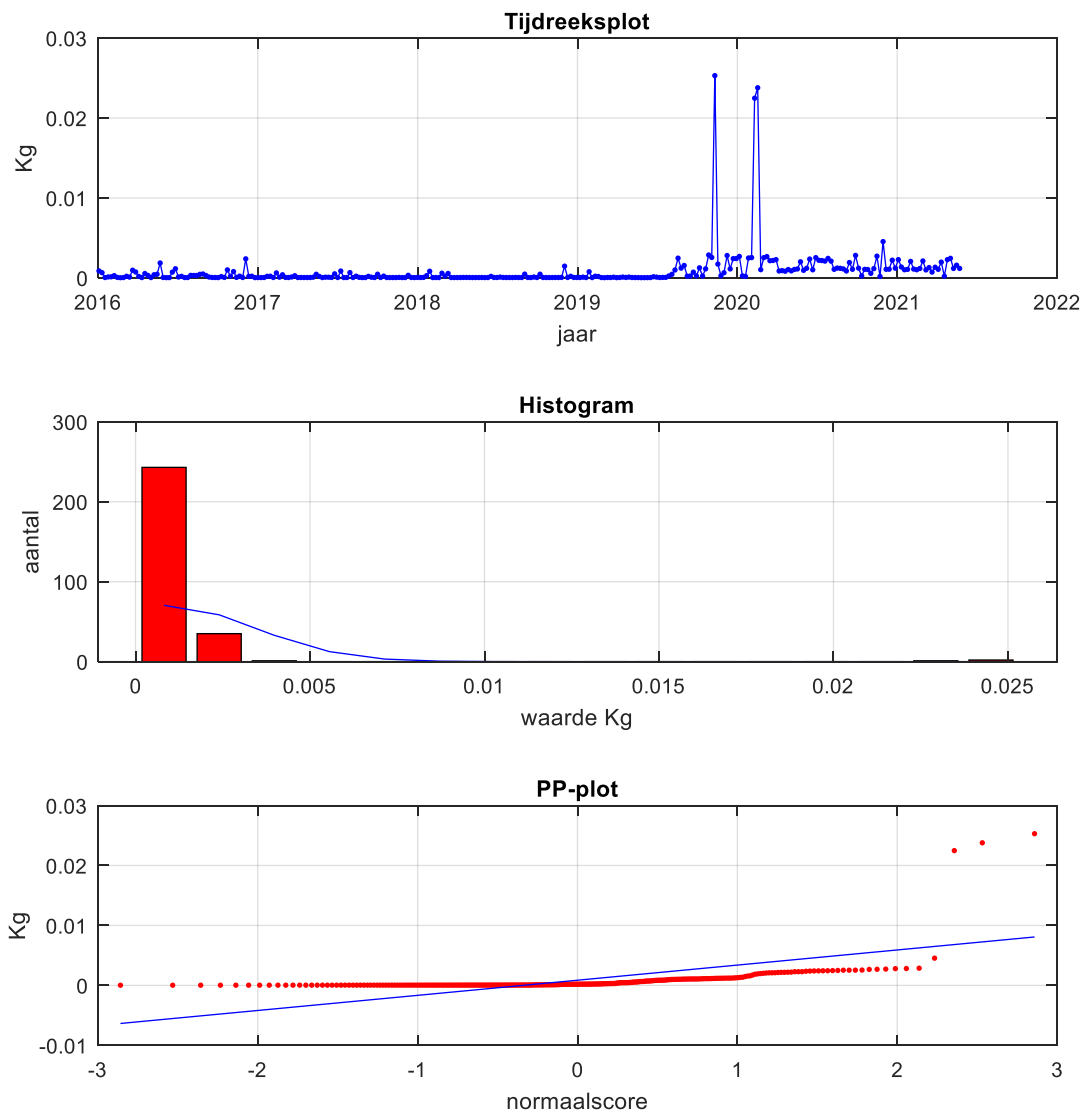 Tijdreeksplot
0.03
0.02
0.01
0
Kg
2016 2017 2018 2019 2020 2021 2022
jaar
Histogram
300
200
100
0
aantal
0 0.005 0.01 0.015 0.02 0.025
waarde Kg
PP-plot
0.03
0.02
0.01
0
-0.01
Kg
-3 -2 -1 0 1 2 3
normaalscore